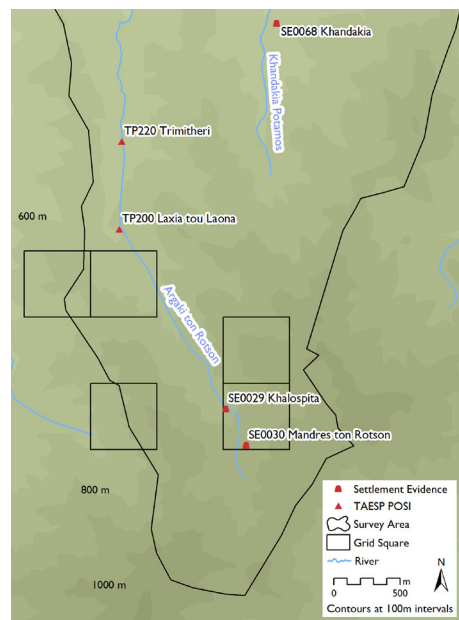 SE0068 Khandakia
Khandakia Potamos
TP220 Trimitheri
600 m
TP200 Laxia tou Laona
Argaki ton Rotson
SE0029 Khalospita
SE0030 Mandres ton Rotson
800 m
1000 m
Settlement Evidence
TAESP POSI
Survey Area
Grid Square
River
N
0 500 m
Contours at 100m intervals